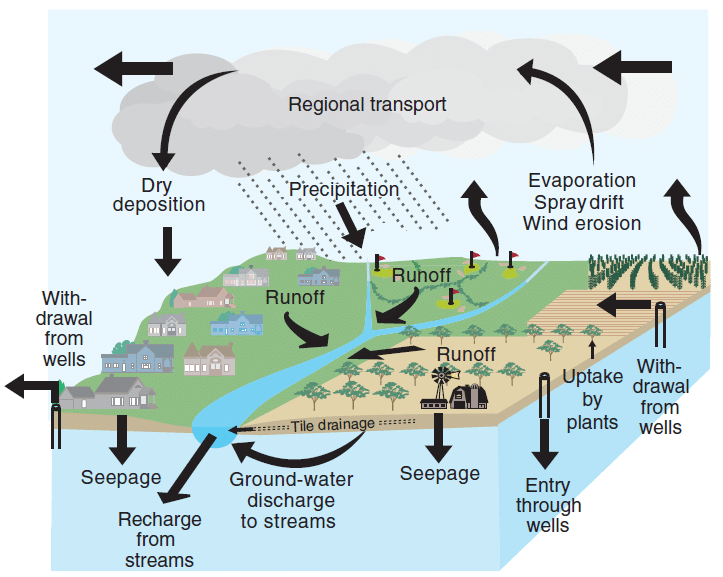 Regional transport
Dry
deposition
Precipitation
Evaporation
Spray drift
Wind erosion
Runoff
Runoff
With-
drawal
from
wells
Runoff
Uptake
by
plants
With-
drawal
from
wells
Tile drainage
Seepage
Ground-water
discharge
to streams
Seepage
Entry
through
wells
Recharge
from
streams